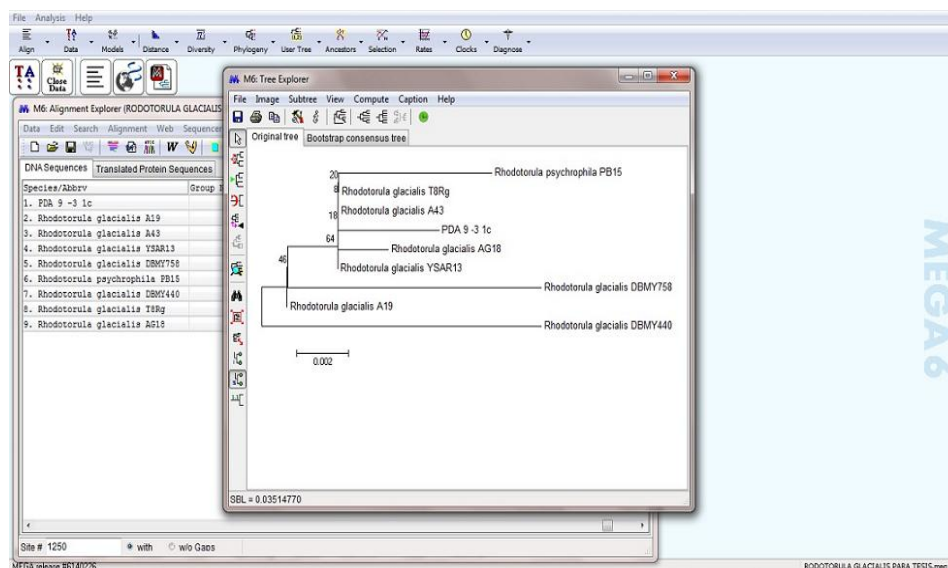 File Analysis Help
Align Data Models Distance Diversity Phylogeny User Tree Ancestors Selection Rates Clocks Diagnose
TA Close Data
M6: Tree Explorer
File Image Subtree View Compute Caption Help
Original tree Bootstrap consensus tree
20 Rhodotorula psychrophila PB15
8 Rhodotorula glacialis T8Rg
18 Rhodotorula glacialis A43
PDA 9 -3 1c
64 Rhodotorula glacialis AG18
46 Rhodotorula glacialis YSAR13
Rhodotorula glacialis DBMY758
Rhodotorula glacialis A19
Rhodotorula glacialis DBMY440
0.002
SBL = 0.03514770
M6: Alignment Explorer (RODOTORULA GLACIALIS
Data Edit Search Alignment Web Sequencer
W
DNA Sequences Translated Protein Sequences
Species/Abbrv Group
1. PDA 9 -3 1c
2. Rhodotorula glacialis A19
3. Rhodotorula glacialis A43
4. Rhodotorula glacialis YSAR13
5. Rhodotorula glacialis DBMY758
6. Rhodotorula psychrophila PB15
7. Rhodotorula glacialis DBMY440
8. Rhodotorula glacialis T8Rg
9. Rhodotorula glacialis AG18
Site # 1250 with w/o Gaps
MEGA 6
MEGA release #6140226
RODOTORULA GLACIALIS PARA TESIS.meg